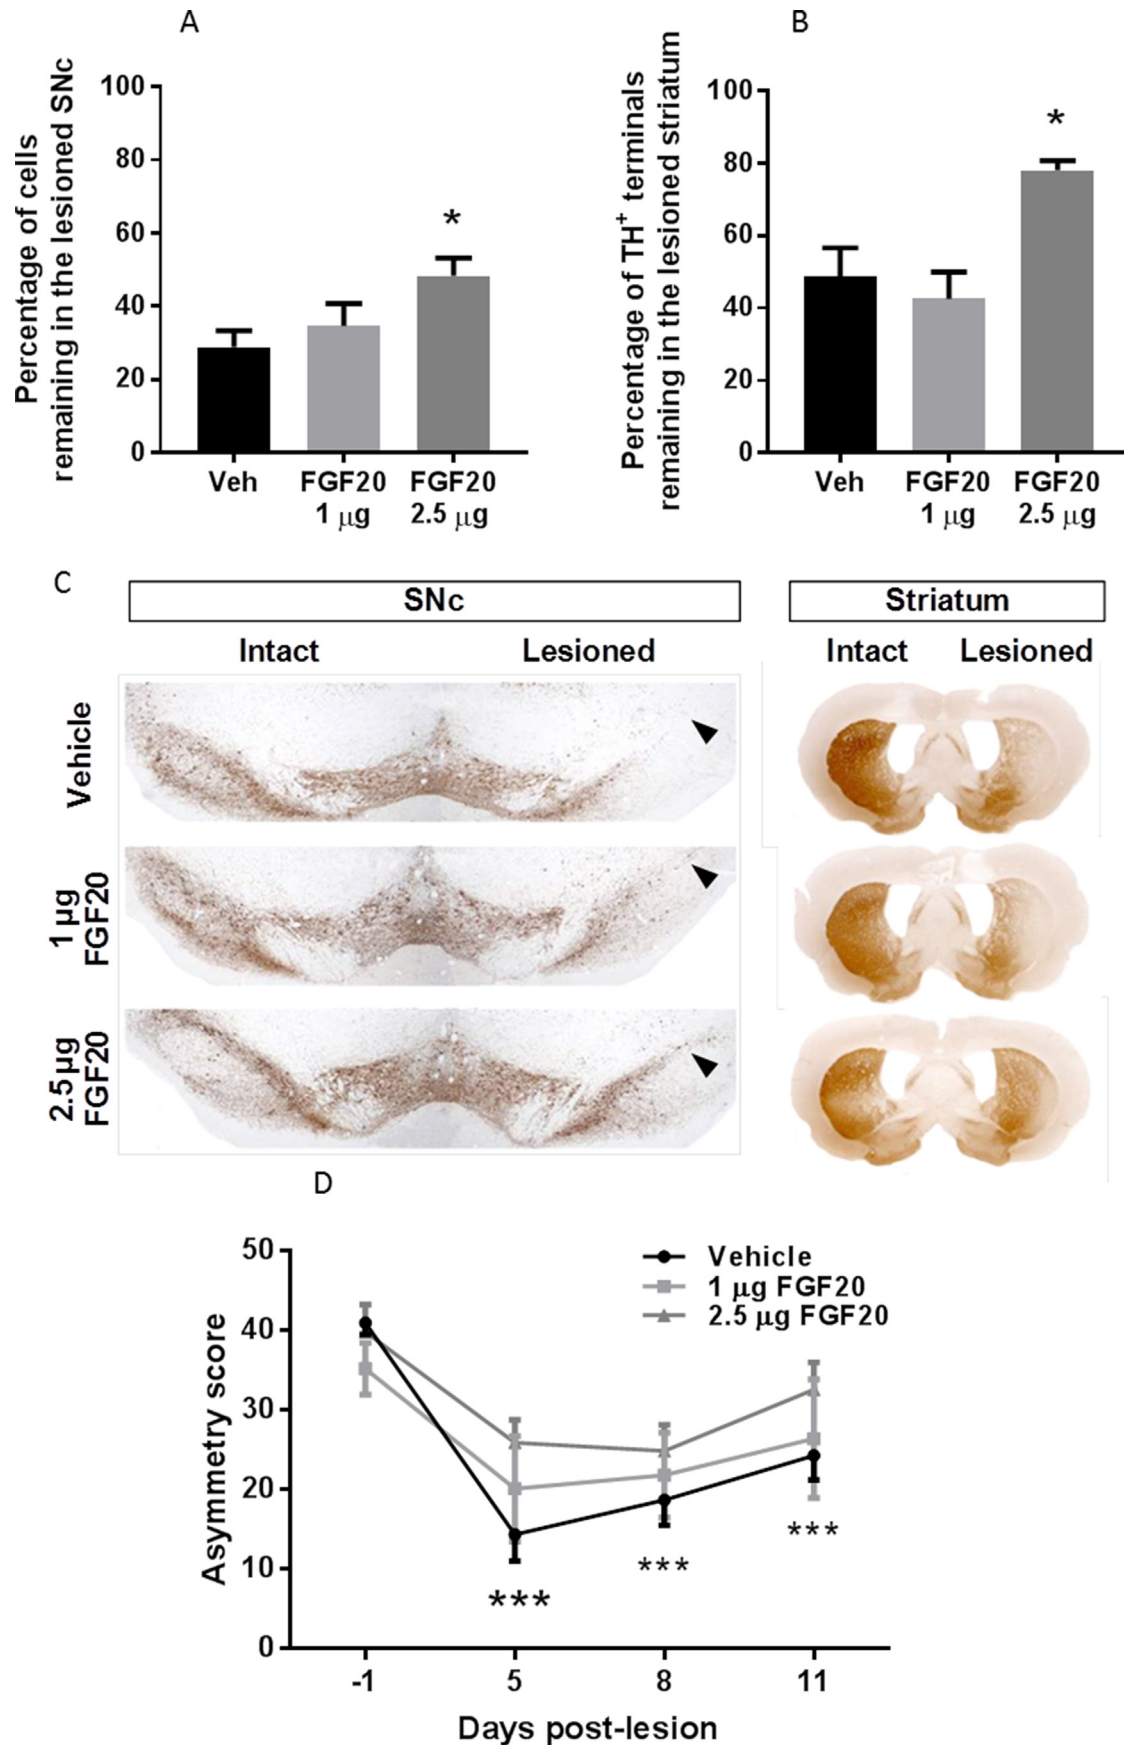 A
B
Percentage of cells
remaining in the lesioned SNc
100
80
60
40
20
0
*
Veh
FGF20
1 µg
FGF20
2.5 µg
Percentage of TH+ terminals
remaining in the lesioned striatum
100
80
60
40
20
0
*
Veh
FGF20
1 µg
FGF20
2.5 µg
C
SNc
Striatum
Intact
Lesioned
Intact
Lesioned
Vehicle
1 µg
FGF20
2.5 µg
FGF20
D
Asymmetry score
50
40
30
20
10
0
Vehicle
1 µg FGF20
2.5 µg FGF20
***
***
***
-1
5
8
11
Days post-lesion